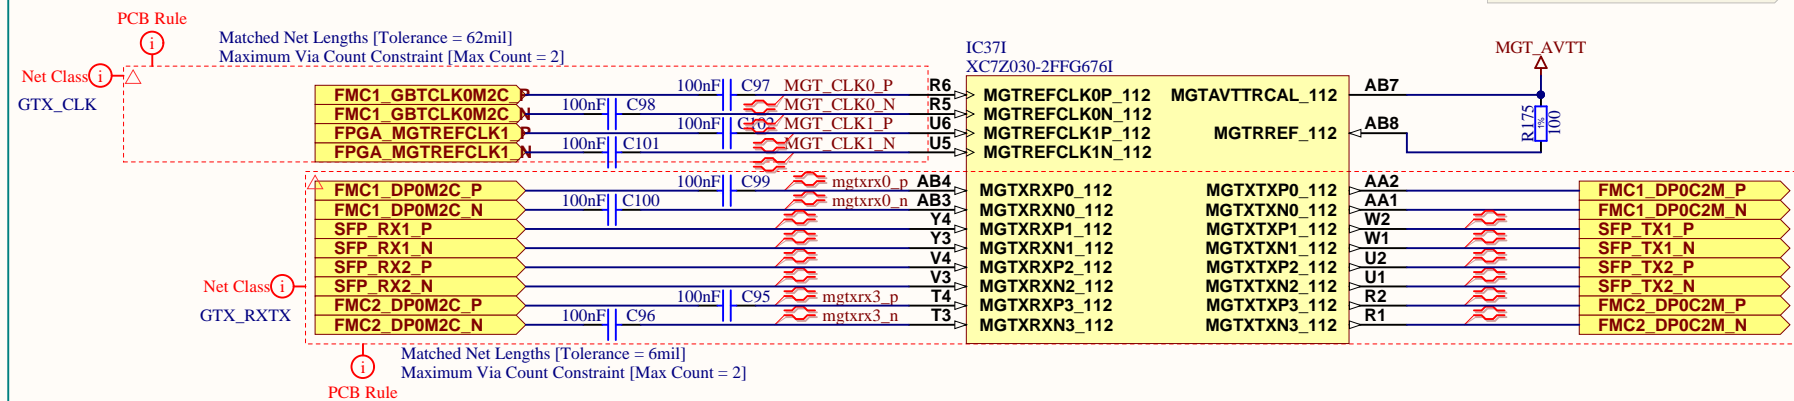 PCB Rule
Matched Net Lengths [Tolerance = 62mil]
Maximum Via Count Constraint [Max Count = 2]
Net Class
GTX_CLK
IC37I
XC7Z030-2FFG676I
MGT_AVTT
FMC1_GBTCLK0M2C_P 100nF C97 MGT_CLK0_P R6 MGTREFCLK0P_112 MGTAVTTRCAL_112 AB7
FMC1_GBTCLK0M2C_N 100nF C98 MGT_CLK0_N R5 MGTREFCLK0N_112
FPGA_MGTREFCLK1_P 100nF C102 MGT_CLK1_P U6 MGTREFCLK1P_112 MGTRREF_112 AB8
R175 1% 100
FPGA_MGTREFCLK1_N 100nF C101 MGT_CLK1_N U5 MGTREFCLK1N_112
FMC1_DP0M2C_P 100nF C99 mgtxrx0_p AB4 MGTXRXP0_112 MGTXTXP0_112 AA2 FMC1_DP0C2M_P
FMC1_DP0M2C_N 100nF C100 mgtxrx0_n AB3 MGTXRXN0_112 MGTXTXN0_112 AA1 FMC1_DP0C2M_N
SFP_RX1_P Y4 MGTXRXP1_112 MGTXTXP1_112 W2 SFP_TX1_P
SFP_RX1_N Y3 MGTXRXN1_112 MGTXTXN1_112 W1 SFP_TX1_N
SFP_RX2_P V4 MGTXRXP2_112 MGTXTXP2_112 U2 SFP_TX2_P
SFP_RX2_N V3 MGTXRXN2_112 MGTXTXN2_112 U1 SFP_TX2_N
FMC2_DP0M2C_P 100nF C95 mgtxrx3_p T4 MGTXRXP3_112 MGTXTXP3_112 R2 FMC2_DP0C2M_P
FMC2_DP0M2C_N 100nF C96 mgtxrx3_n T3 MGTXRXN3_112 MGTXTXN3_112 R1 FMC2_DP0C2M_N
Net Class
GTX_RXTX
Matched Net Lengths [Tolerance = 6mil]
Maximum Via Count Constraint [Max Count = 2]
PCB Rule